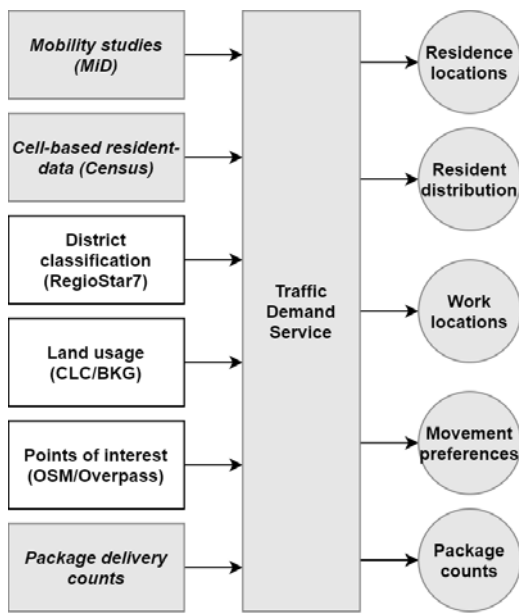 Mobility studies
(MiD)
Cell-based resident-
data (Census)
District
classification
(RegioStar7)
Land usage
(CLC/BKG)
Points of interest
(OSM/Overpass)
Package delivery
counts
Traffic
Demand
Service
Residence
locations
Resident
distribution
Work
locations
Movement
preferences
Package
counts